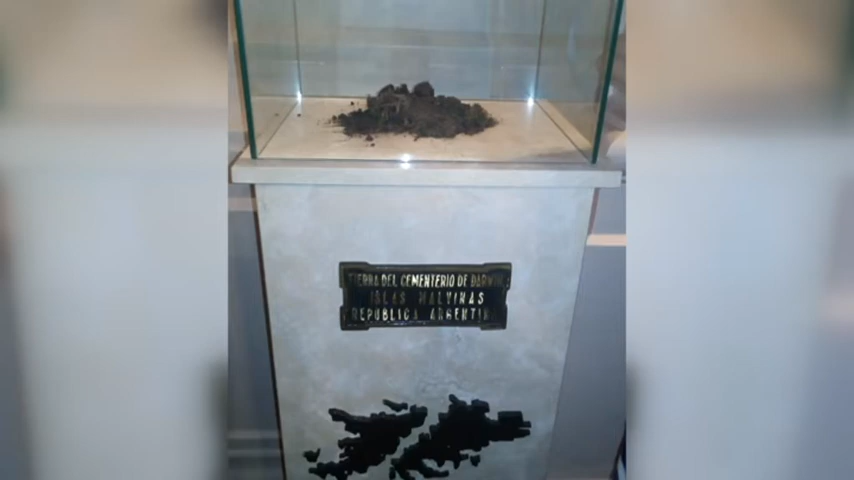 TIERRA DEL CEMENTERIO DE DARWIN
ISLAS MALVINAS
REPUBLICA ARGENTINA